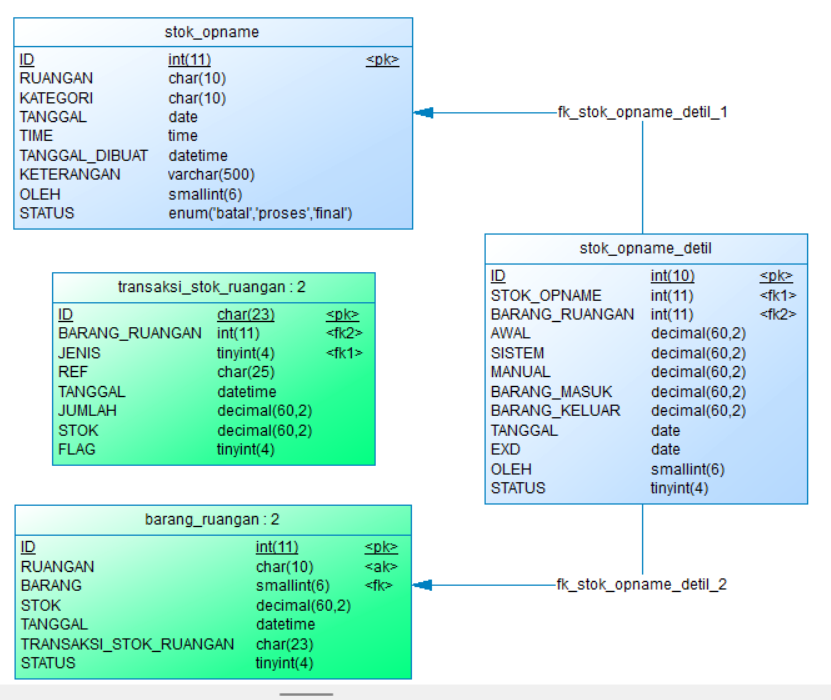 stok_opname
ID int(11) <pk>
RUANGAN char(10)
KATEGORI char(10)
TANGGAL date
TIME time
TANGGAL_DIBUAT datetime
KETERANGAN varchar(500)
OLEH smallint(6)
STATUS enum('batal','proses','final')
fk_stok_opname_detil_1
stok_opname_detil
ID int(10) <pk>
STOK_OPNAME int(11) <fk1>
BARANG_RUANGAN int(11) <fk2>
AWAL decimal(60,2)
SISTEM decimal(60,2)
MANUAL decimal(60,2)
BARANG_MASUK decimal(60,2)
BARANG_KELUAR decimal(60,2)
TANGGAL date
EXD date
OLEH smallint(6)
STATUS tinyint(4)
transaksi_stok_ruangan : 2
ID char(23) <pk>
BARANG_RUANGAN int(11) <fk2>
JENIS tinyint(4) <fk1>
REF char(25)
TANGGAL datetime
JUMLAH decimal(60,2)
STOK decimal(60,2)
FLAG tinyint(4)
barang_ruangan : 2
ID int(11) <pk>
RUANGAN char(10) <ak>
BARANG smallint(6) <fk>
STOK decimal(60,2)
TANGGAL datetime
TRANSAKSI_STOK_RUANGAN char(23)
STATUS tinyint(4)
fk_stok_opname_detil_2